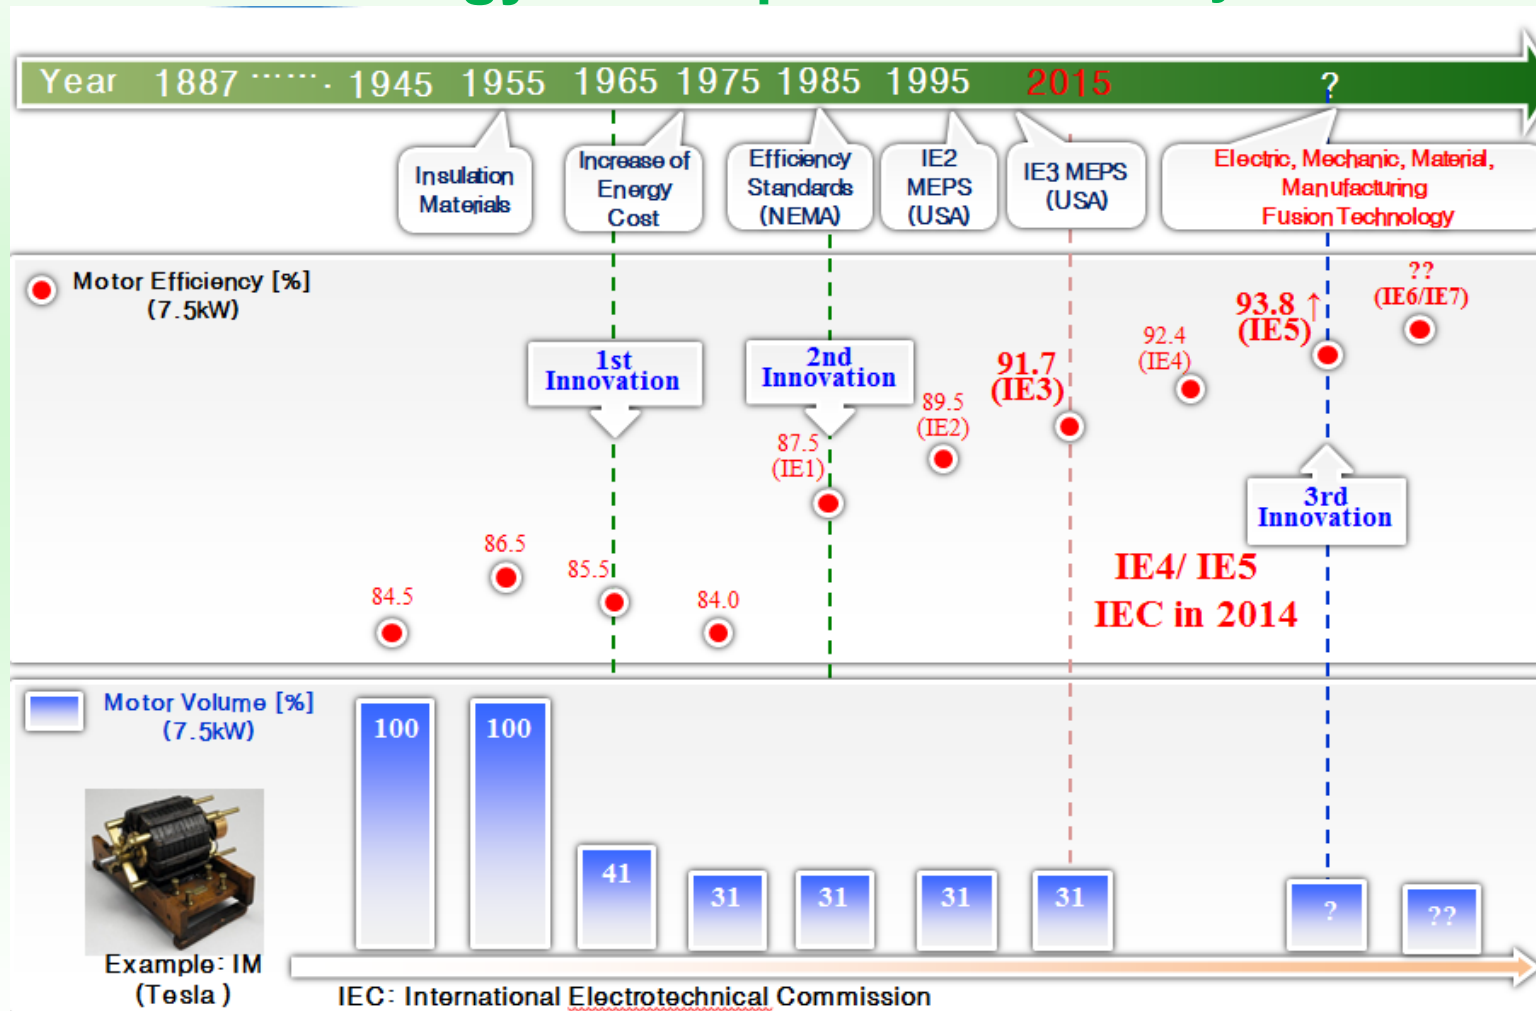 Year 1887 ······· 1945 1955 1965 1975 1985 1995 2015 ?
Insulation
Materials
Increase of
Energy
Cost
Efficiency
Standards
(NEMA)
IE2
MEPS
(USA)
IE3 MEPS
(USA)
Electric, Mechanic, Material,
Manufacturing
Fusion Technology
Motor Efficiency [%]
(7.5kW)
1st
Innovation
2nd
Innovation
84.5
86.5
85.5
84.0
87.5
(IE1)
89.5
(IE2)
91.7
(IE3)
92.4
(IE4)
93.8 ↑
(IE5)
??
(IE6/IE7)
3rd
Innovation
IE4/ IE5
IEC in 2014
Motor Volume [%]
(7.5kW)
100
100
41
31
31
31
31
?
??
Example: IM
(Tesla )
IEC: International Electrotechnical Commission